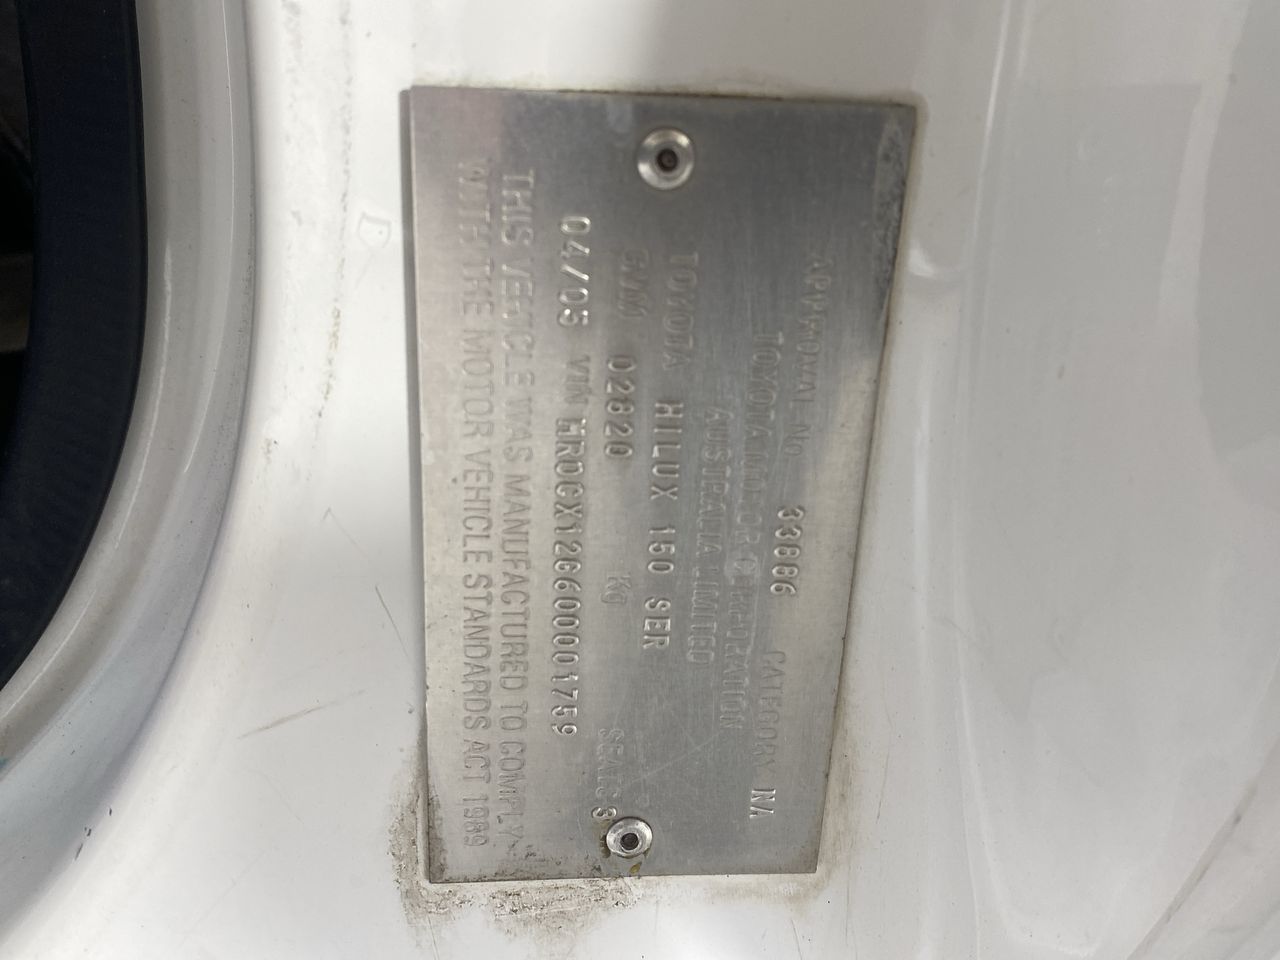 APPROVAL No 33886 CATEGORY NA
TOYOTA MOTOR CORPORATION
AUSTRALIA LIMITED
TOYOTA HILUX 150 SER
GVM 02820 Kg SEATS 3
04/05 VIN MR0CX12G600001759
THIS VEHICLE WAS MANUFACTURED TO COMPLY
WITH THE MOTOR VEHICLE STANDARDS ACT 1989